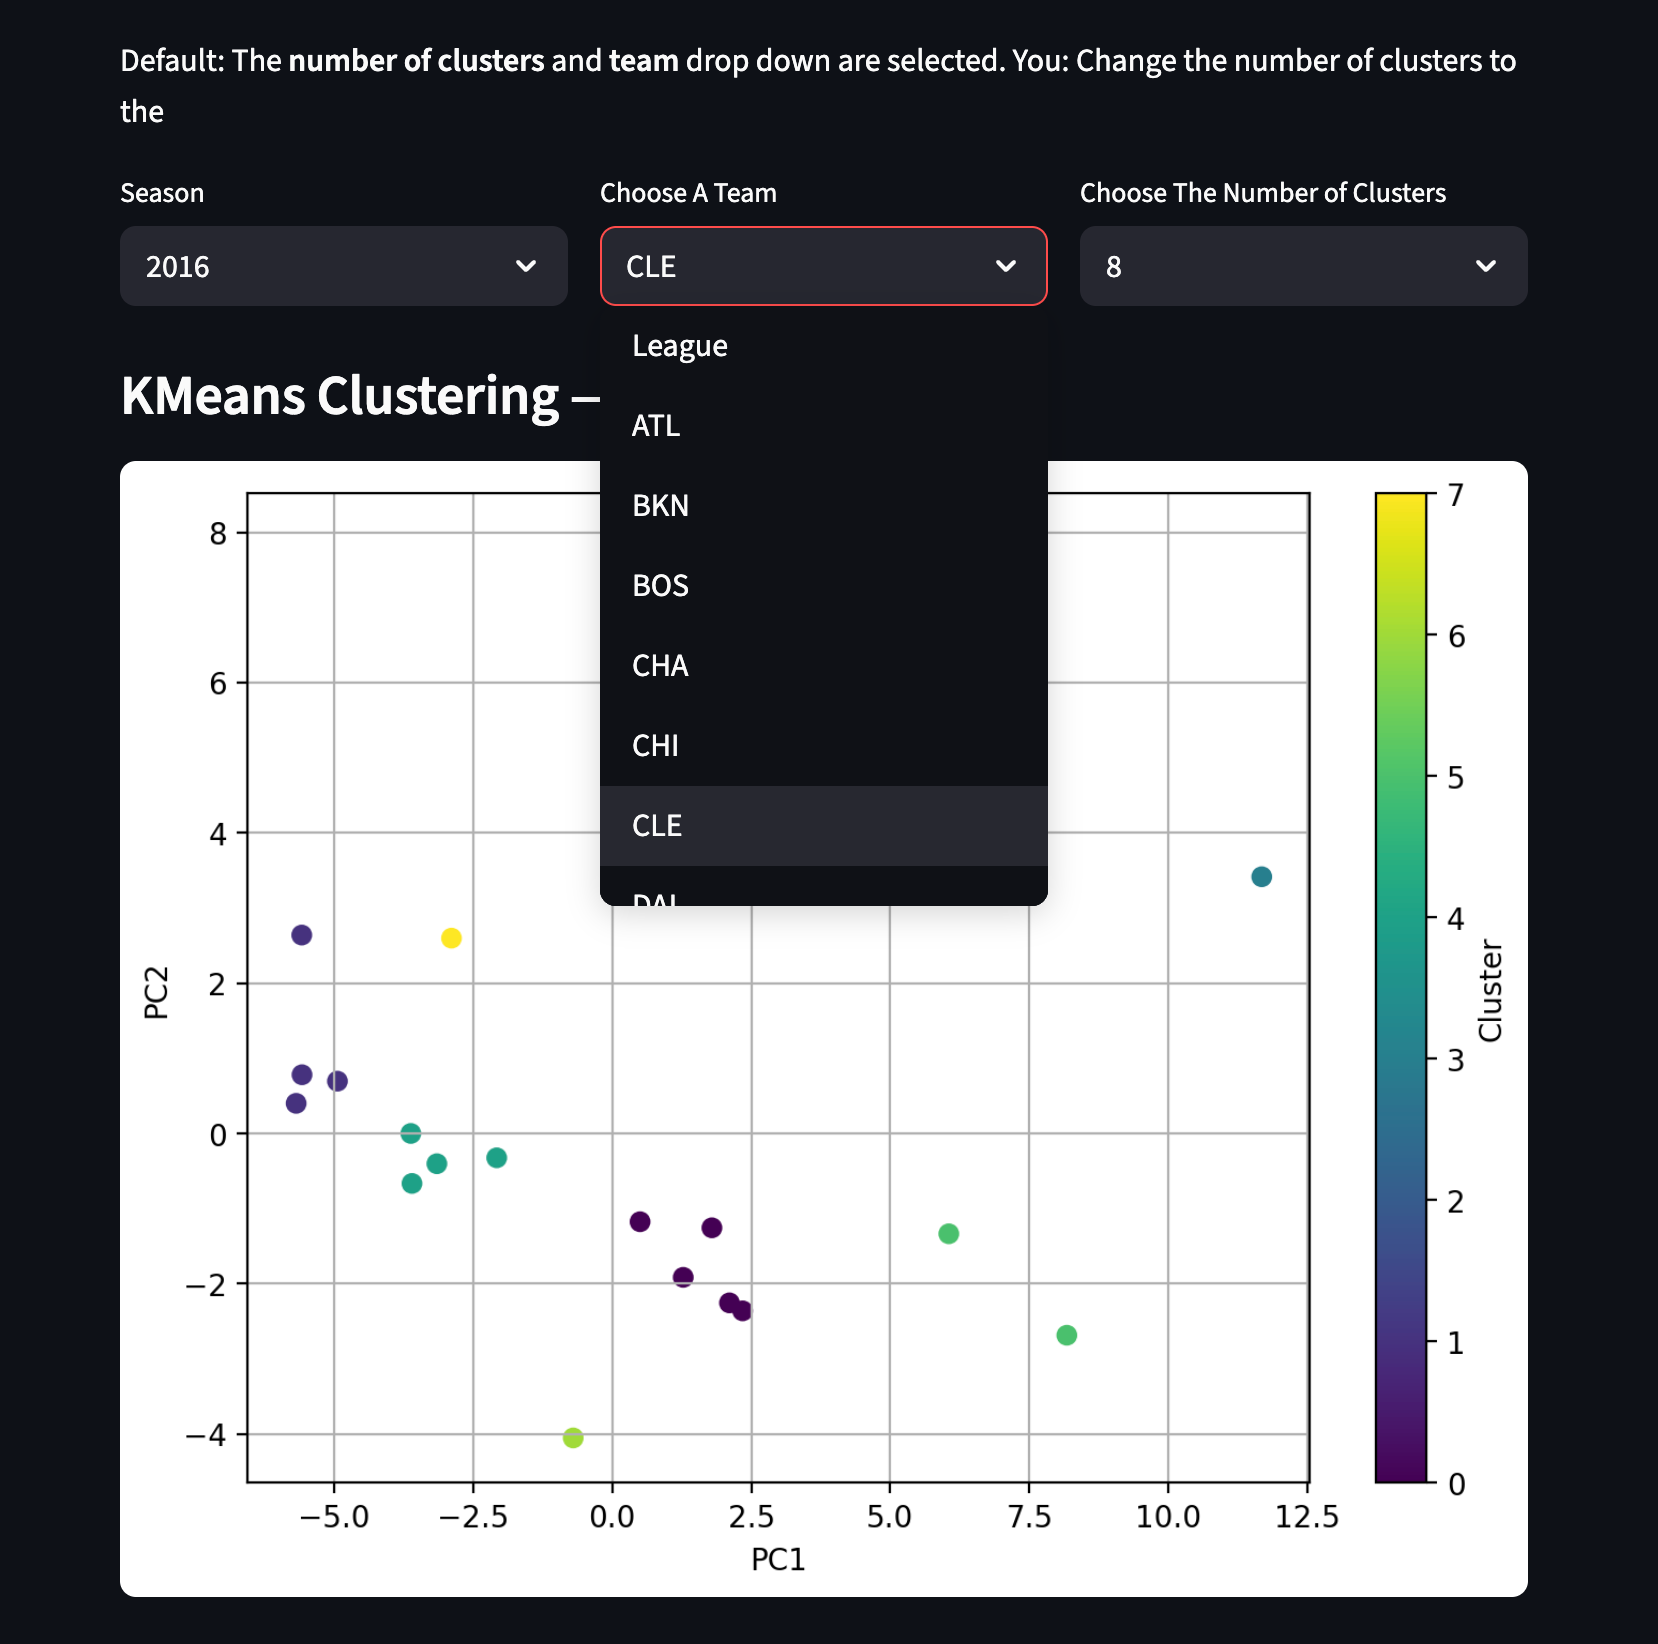 Default: The number of clusters and team drop down are selected. You: Change the number of clusters to
the
Season
Choose A Team
Choose The Number of Clusters
2016
CLE
8
League
KMeans Clustering —
ATL
BKN
BOS
CHA
CHI
CLE
8
6
4
2
0
−2
−4
PC2
−5.0
−2.5
0.0
2.5
5.0
7.5
10.0
12.5
PC1
7
6
5
4
3
2
1
0
Cluster